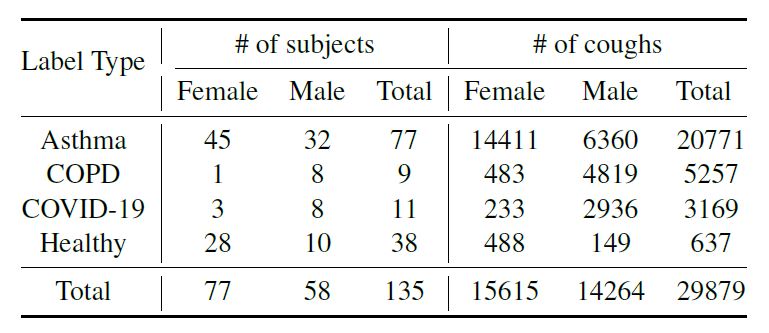 Label Type # of subjects # of coughs
Female Male Total Female Male Total
Asthma 45 32 77 14411 6360 20771
COPD 1 8 9 483 4819 5257
COVID-19 3 8 11 233 2936 3169
Healthy 28 10 38 488 149 637
Total 77 58 135 15615 14264 29879